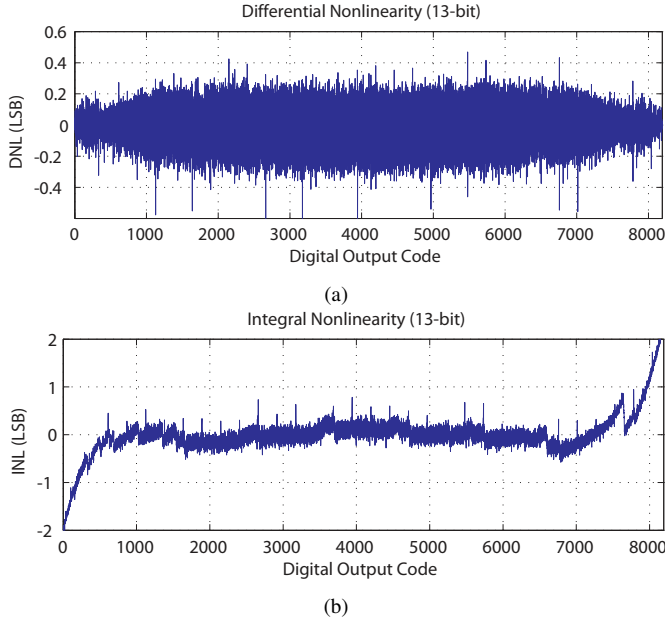 Differential Nonlinearity (13-bit)
0.6
0.4
0.2
0
-0.2
-0.4
DNL (LSB)
0 1000 2000 3000 4000 5000 6000 7000 8000
Digital Output Code
(a)
Integral Nonlinearity (13-bit)
2
1
0
-1
-2
INL (LSB)
0 1000 2000 3000 4000 5000 6000 7000 8000
Digital Output Code
(b)